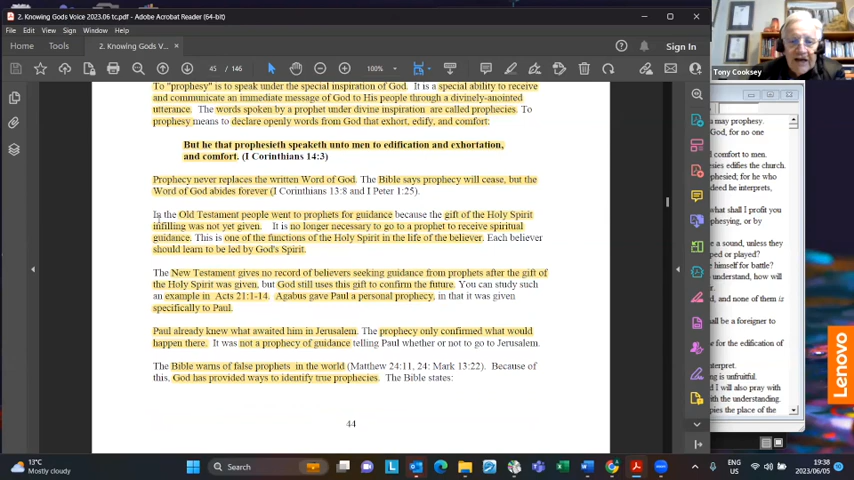 2. Knowing Gods Voice 2023.06 tc.pdf - Adobe Acrobat Reader (64-bit)
File Edit View Sign Window Help
Home Tools 2. Knowing Gods Voice ... × Sign In
45 / 146 100%
Tony Cooksey
To "prophesy" is to speak under the special inspiration of God. It is a special ability to receive
and communicate an immediate message of God to His people through a divinely-anointed
utterance. The words spoken by a prophet under divine inspiration are called prophecies. To
prophesy means to declare openly words from God that exhort, edify, and comfort:
But he that prophesieth speaketh unto men to edification and exhortation,
and comfort. (I Corinthians 14:3)
Prophecy never replaces the written Word of God. The Bible says prophecy will cease, but the
Word of God abides forever (I Corinthians 13:8 and I Peter 1:25).
In the Old Testament people went to prophets for guidance because the gift of the Holy Spirit
infilling was not yet given. It is no longer necessary to go to a prophet to receive spiritual
guidance. This is one of the functions of the Holy Spirit in the life of the believer. Each believer
should learn to be led by God's Spirit.
The New Testament gives no record of believers seeking guidance from prophets after the gift of
the Holy Spirit was given, but God still uses this gift to confirm the future. You can study such
an example in Acts 21:1-14. Agabus gave Paul a personal prophecy, in that it was given
specifically to Paul.
Paul already knew what awaited him in Jerusalem. The prophecy only confirmed what would
happen there. It was not a prophecy of guidance telling Paul whether or not to go to Jerusalem.
The Bible warns of false prophets in the world (Matthew 24:11, 24: Mark 13:22). Because of
this, God has provided ways to identify true prophecies. The Bible states:
44
n may prophesy.
God, for no one
comfort to men.
edifies the church.
phesied; for he who
deed he interprets,
what shall I profit you
phesying, or by
e a sound, unless they
ped or played?
himself for battle?
d, and none of them is
hall be a foreigner to
for the edification of
terpret.
ng is unfruitful.
d I will also pray with
with the understanding.
pies the place of the
Lenovo
13°C
Mostly cloudy
Search
ENG
US
19:38
2023/06/05